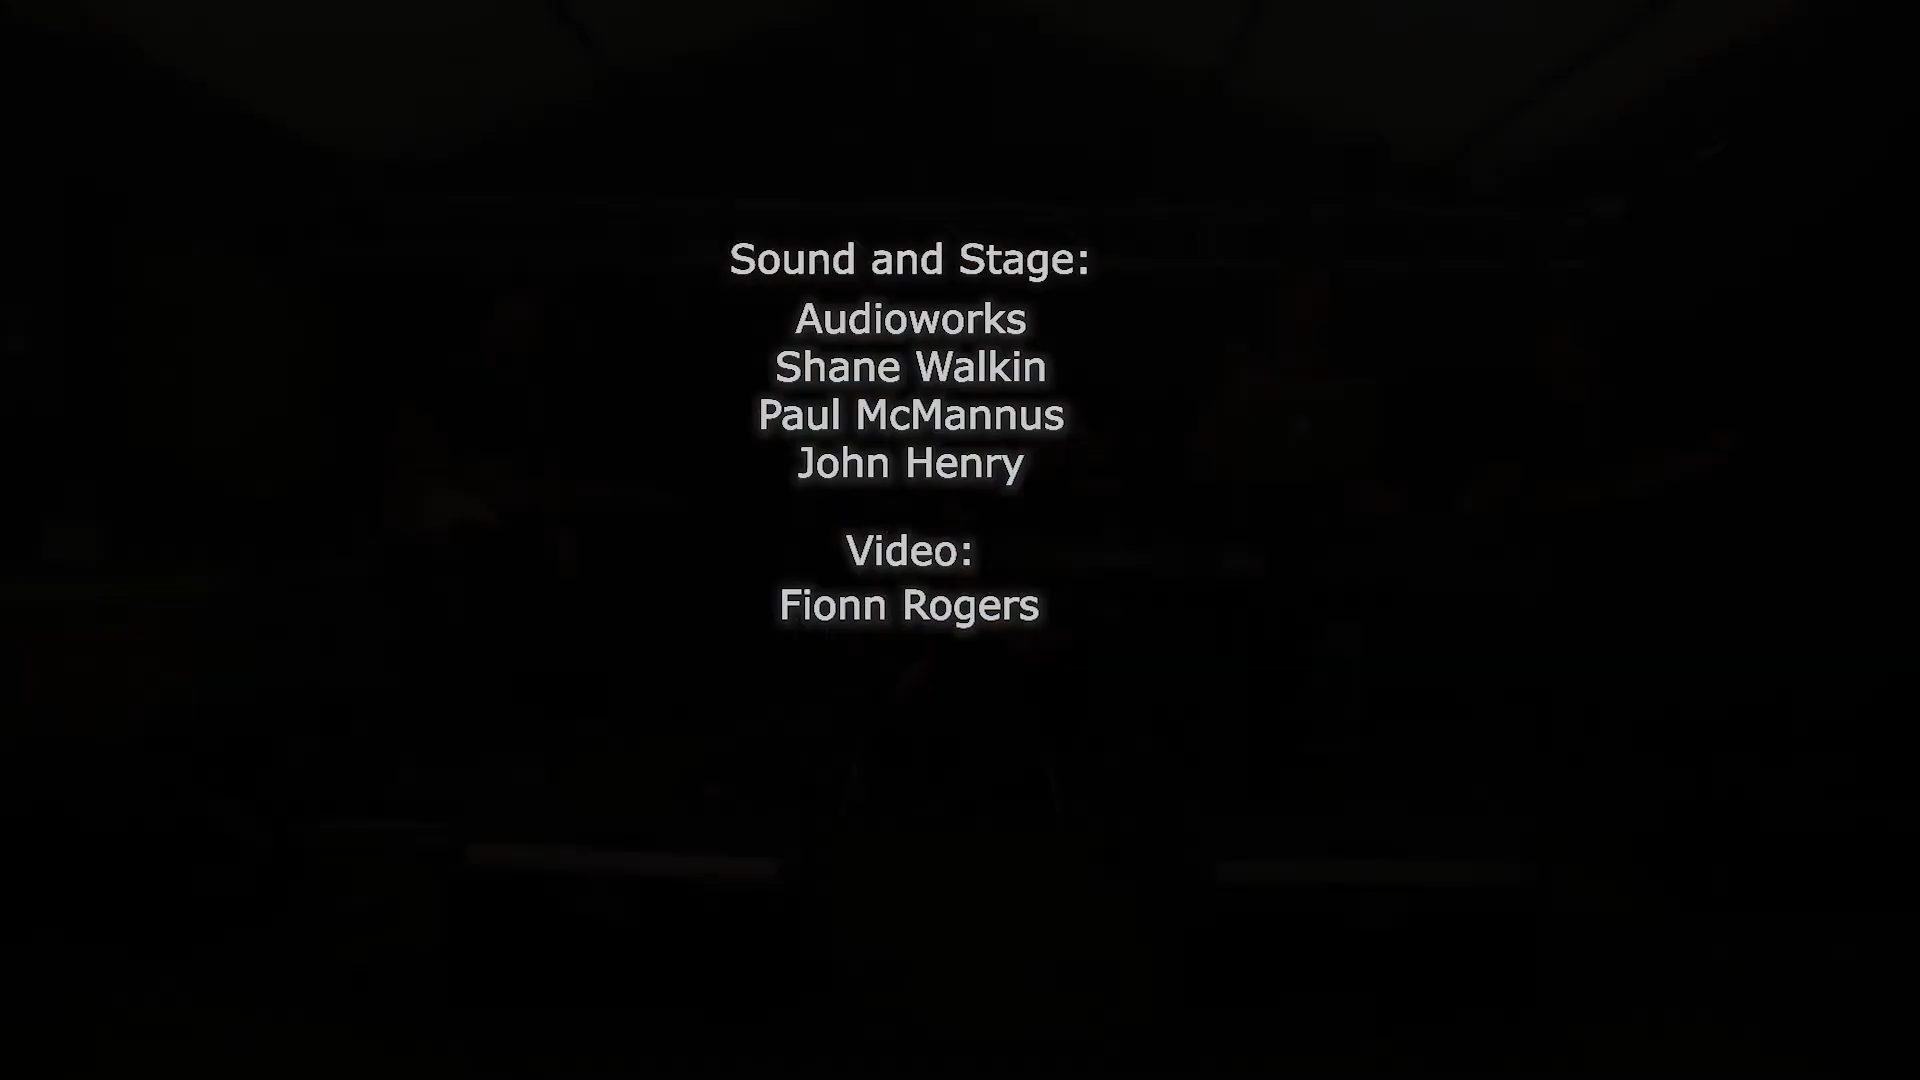 Sound and Stage:
Audioworks
Shane Walkin
Paul McMannus
John Henry
Video:
Fionn Rogers